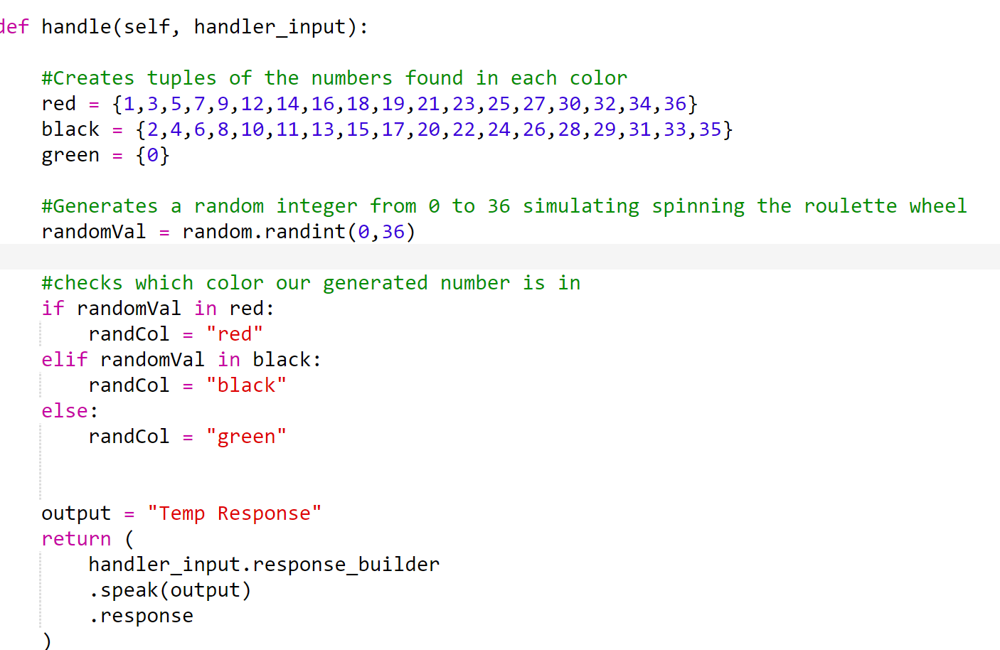 def handle(self, handler_input):
#Creates tuples of the numbers found in each color
red = {1,3,5,7,9,12,14,16,18,19,21,23,25,27,30,32,34,36}
black = {2,4,6,8,10,11,13,15,17,20,22,24,26,28,29,31,33,35}
green = {0}
#Generates a random integer from 0 to 36 simulating spinning the roulette wheel
randomVal = random.randint(0,36)
#checks which color our generated number is in
if randomVal in red:
randCol = "red"
elif randomVal in black:
randCol = "black"
else:
randCol = "green"
output = "Temp Response"
return (
handler_input.response_builder
.speak(output)
.response
)